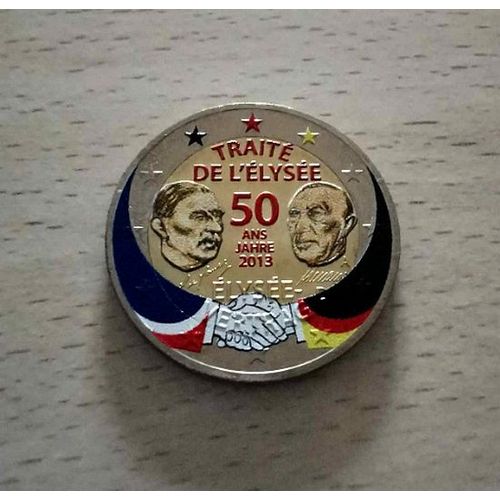 TRAITÉ
DE L'ÉLYSÉE
50
ANS
JAHRE
2013
ÉLYSÉE-